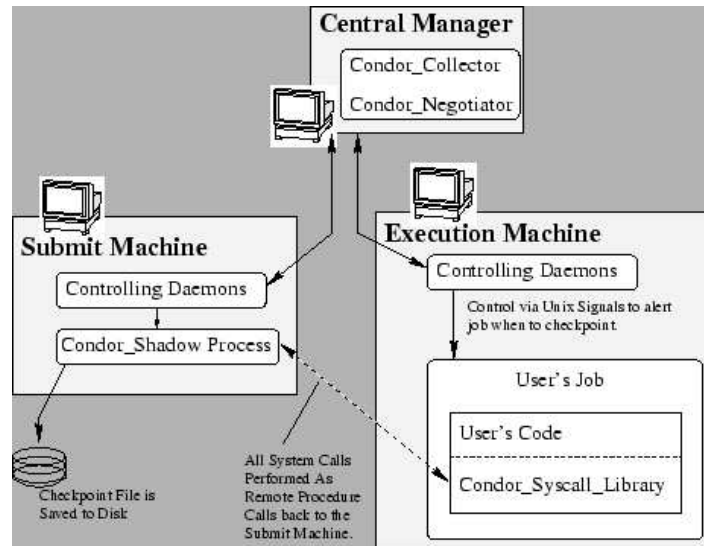 Central Manager
Condor_Collector
Condor_Negotiator
Submit Machine
Controlling Daemons
Condor_Shadow Process
Checkpoint File is
Saved to Disk
All System Calls
Performed As
Remote Procedure
Calls back to the
Submit Machine.
Execution Machine
Controlling Daemons
Control via Unix Signals to alert
job when to checkpoint.
User's Job
User's Code
Condor_Syscall_Library